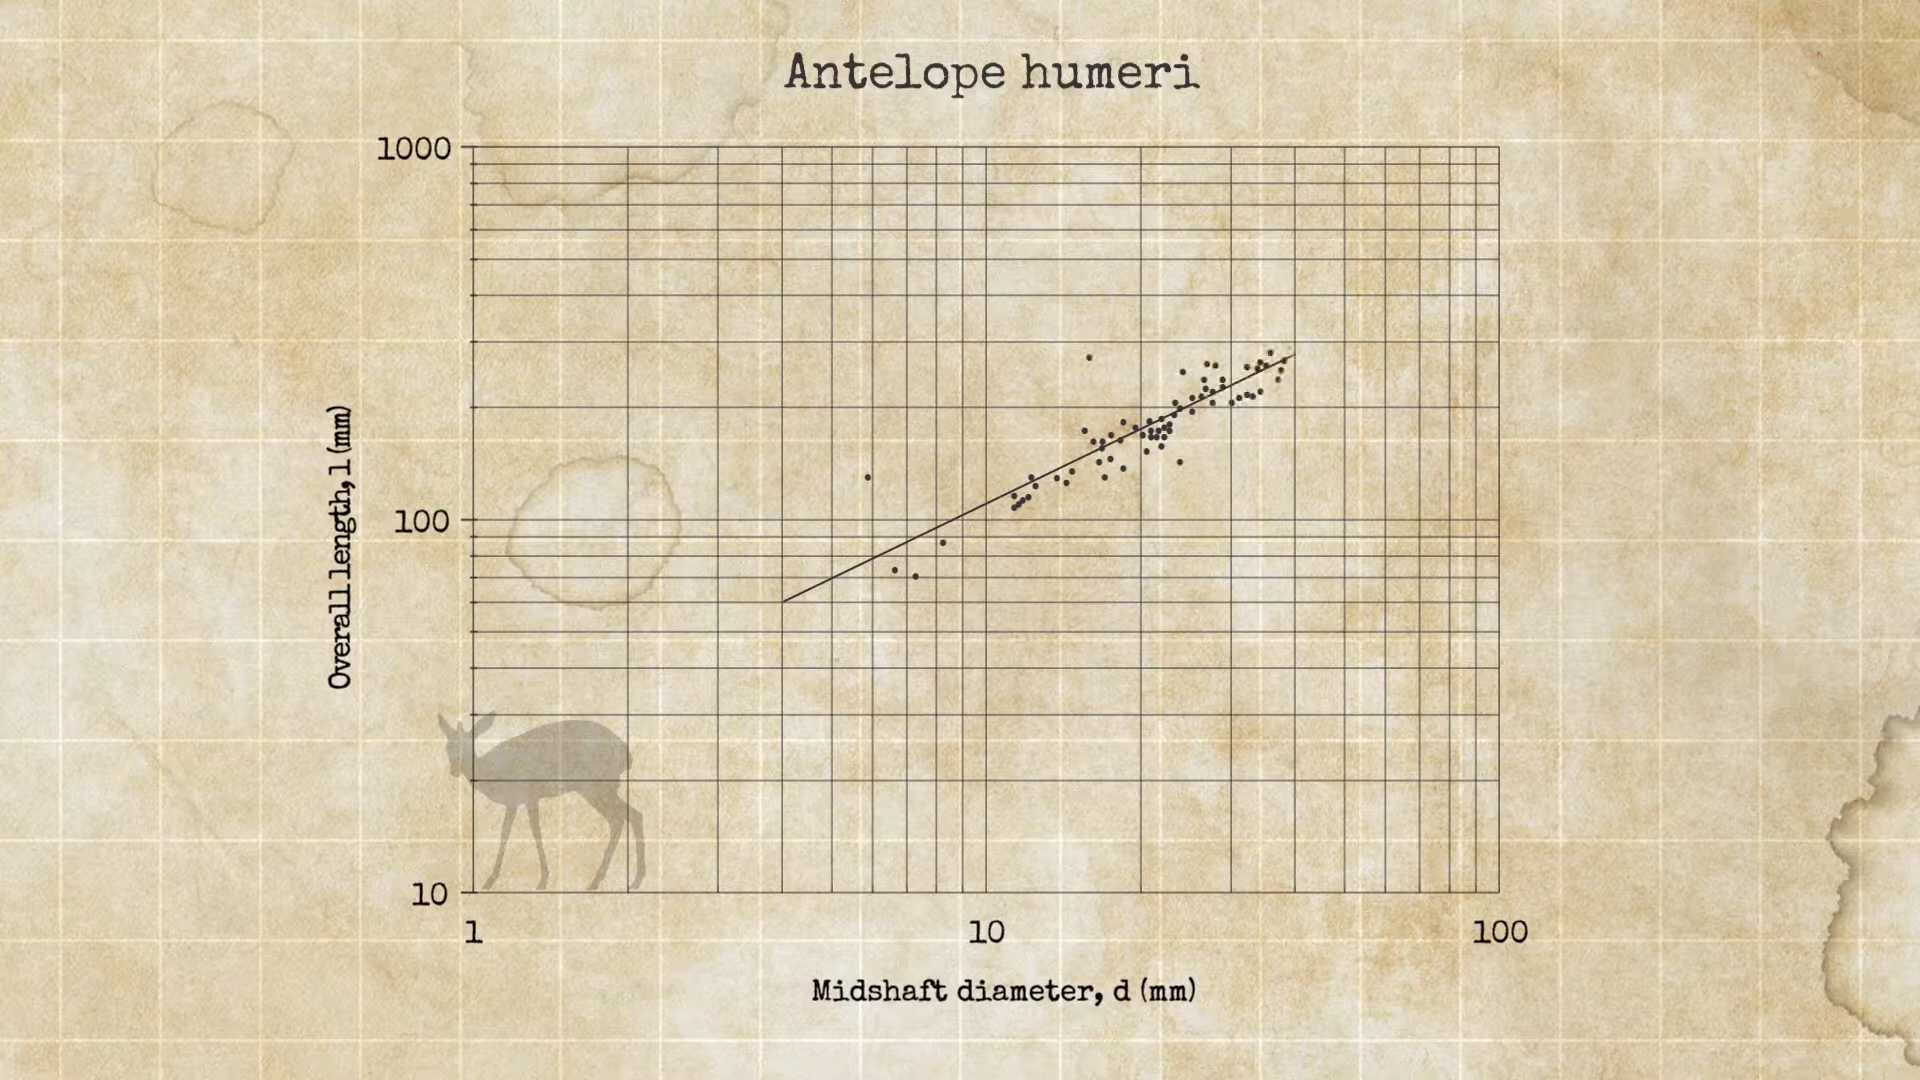 Antelope humeri
1000
100
10
Overall length, l (mm)
1
10
100
Midshaft diameter, d (mm)